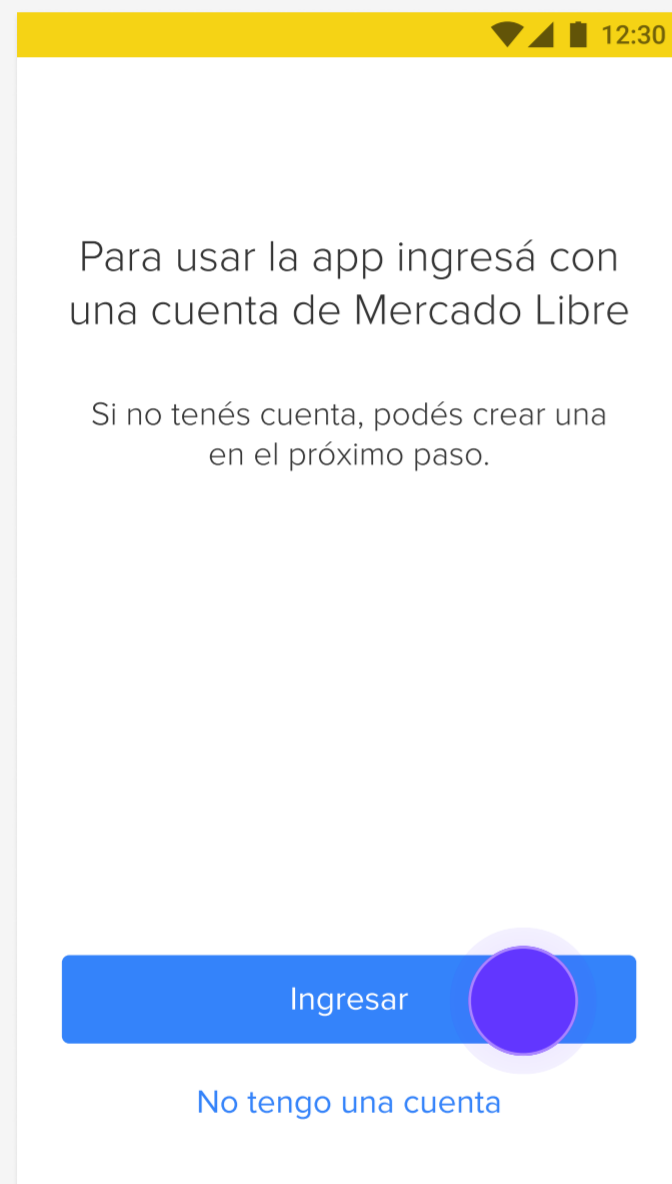 12:30
Para usar la app ingresá con
una cuenta de Mercado Libre
Si no tenés cuenta, podés crear una
en el próximo paso.
Ingresar
No tengo una cuenta